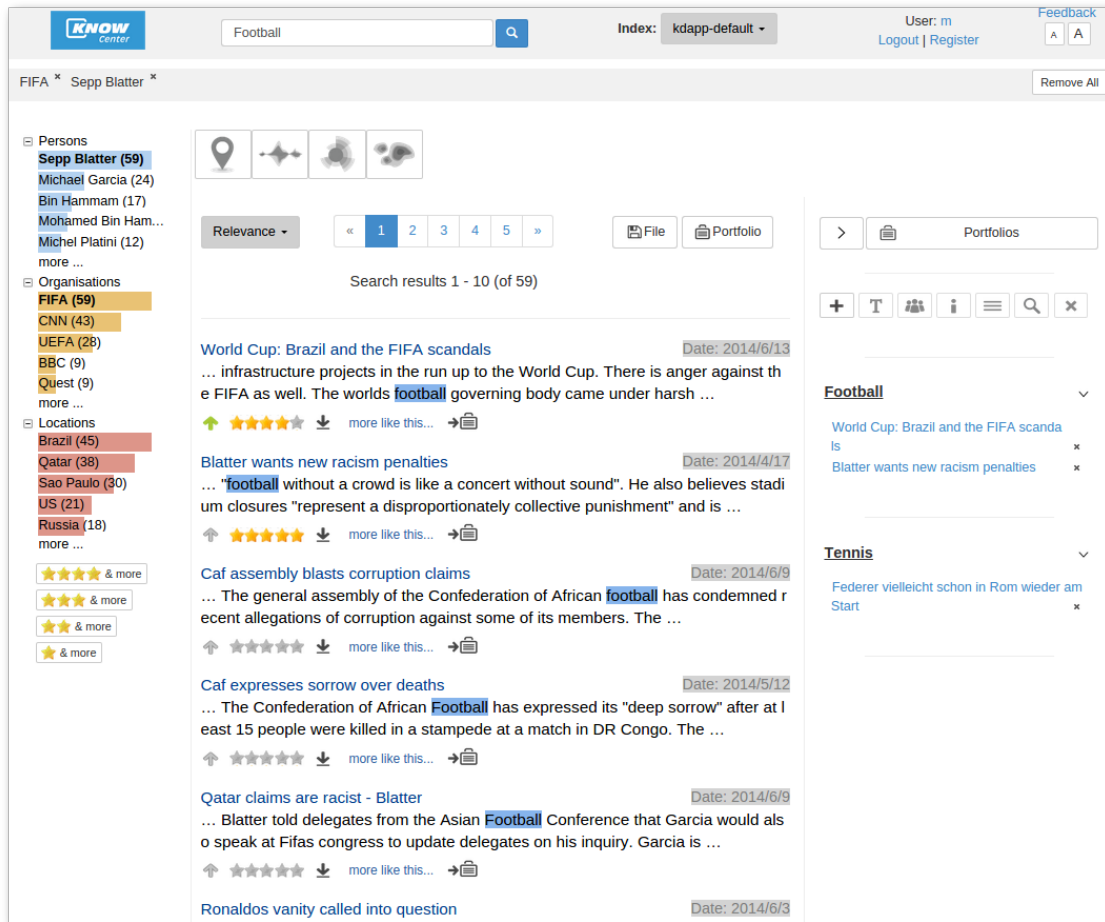 KNOW
Center
Football
Index:
kdapp-default
User: m
Logout | Register
Feedback
A A
FIFA × Sepp Blatter ×
Remove All
Persons
Sepp Blatter (59)
Michael Garcia (24)
Bin Hammam (17)
Mohamed Bin Ham…
Michel Platini (12)
more ...
Organisations
FIFA (59)
CNN (43)
UEFA (28)
BBC (9)
Quest (9)
more ...
Locations
Brazil (45)
Qatar (38)
Sao Paulo (30)
US (21)
Russia (18)
more ...
& more
& more
& more
& more
Relevance
« 1 2 3 4 5 »
File
Portfolio
Search results 1 - 10 (of 59)
World Cup: Brazil and the FIFA scandals Date: 2014/6/13
… infrastructure projects in the run up to the World Cup. There is anger against th
e FIFA as well. The worlds football governing body came under harsh …
more like this...
Blatter wants new racism penalties Date: 2014/4/17
… "football without a crowd is like a concert without sound". He also believes stadi
um closures "represent a disproportionately collective punishment" and is …
more like this...
Caf assembly blasts corruption claims Date: 2014/6/9
… The general assembly of the Confederation of African football has condemned r
ecent allegations of corruption against some of its members. The …
more like this...
Caf expresses sorrow over deaths Date: 2014/5/12
… The Confederation of African Football has expressed its "deep sorrow" after at l
east 15 people were killed in a stampede at a match in DR Congo. The …
more like this...
Qatar claims are racist - Blatter Date: 2014/6/9
… Blatter told delegates from the Asian Football Conference that Garcia would als
o speak at Fifas congress to update delegates on his inquiry. Garcia is …
more like this...
Ronaldos vanity called into question Date: 2014/6/3
Portfolios
T
Football
World Cup: Brazil and the FIFA scanda
ls ×
Blatter wants new racism penalties ×
Tennis
Federer vielleicht schon in Rom wieder am
Start ×